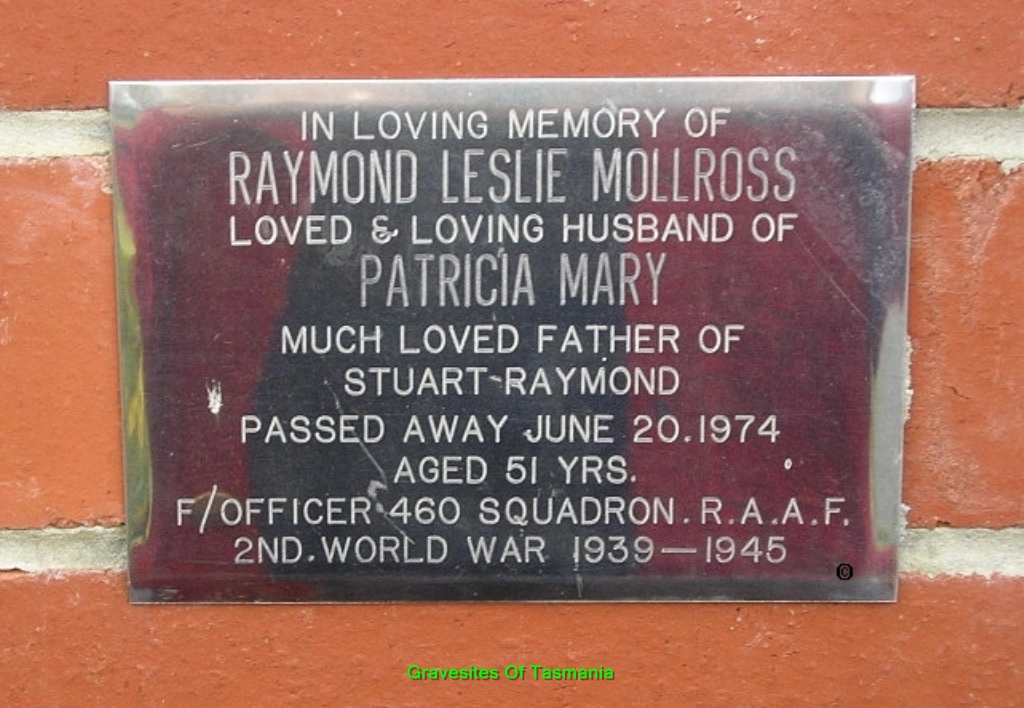 IN LOVING MEMORY OF
RAYMOND LESLIE MOLLROSS
LOVED & LOVING HUSBAND OF
PATRICIA MARY
MUCH LOVED FATHER OF
STUART RAYMOND
PASSED AWAY JUNE 20.1974
AGED 51 YRS.
F/OFFICER 460 SQUADRON. R.A.A.F.
2ND. WORLD WAR 1939—1945
©
Gravesites Of Tasmania